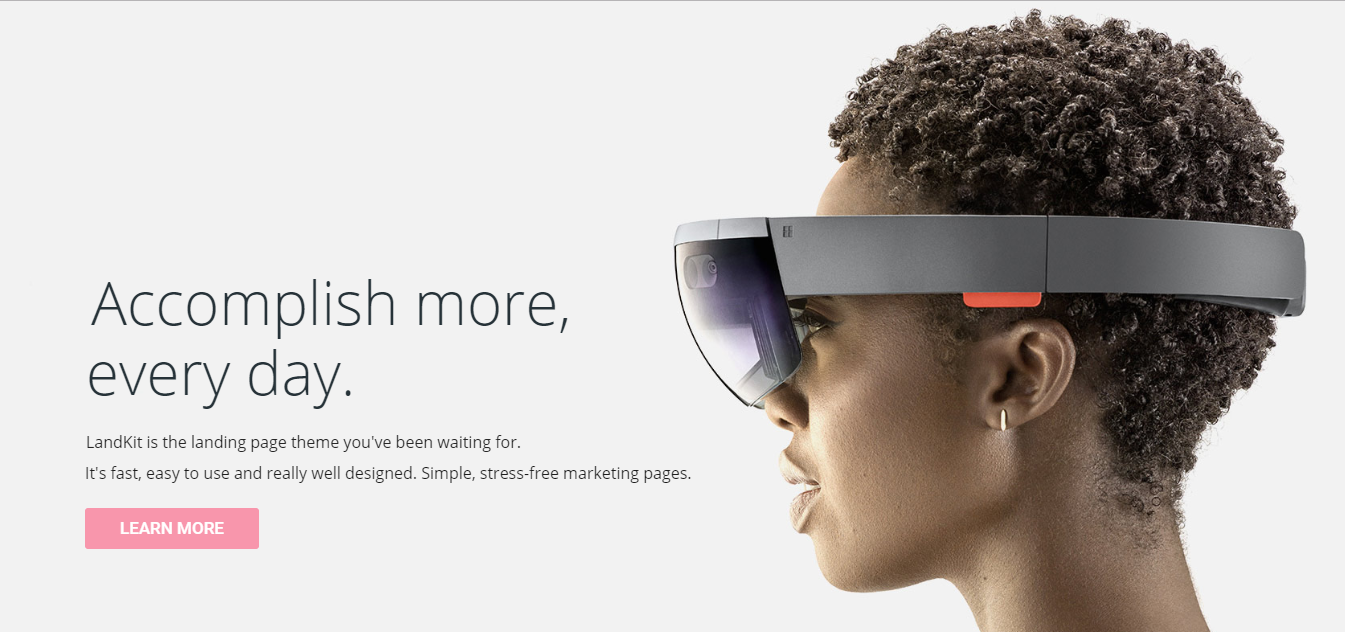 Accomplish more,
every day.
LandKit is the landing page theme you've been waiting for.
It's fast, easy to use and really well designed. Simple, stress-free marketing pages.
LEARN MORE